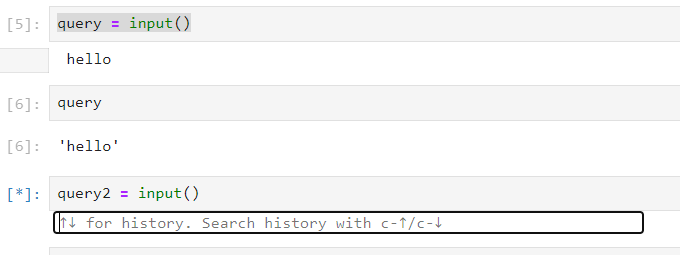 [5]: query = input()
hello
[6]: query
[6]: 'hello'
[*]: query2 = input()
↑↓ for history. Search history with c-↑/c-↓